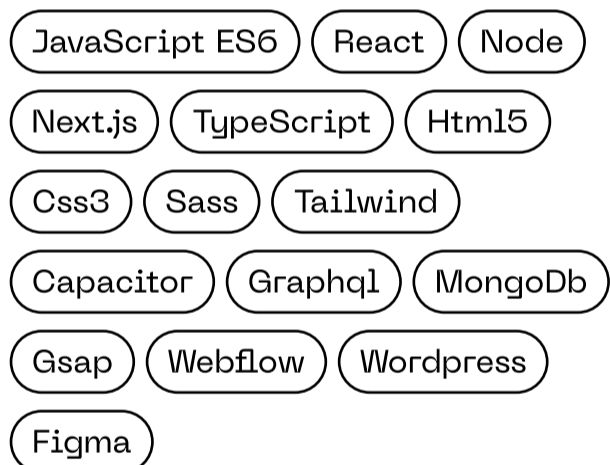 JavaScript ES6 React Node
Next.js TypeScript Html5
Css3 Sass Tailwind
Capacitor Graphql MongoDb
Gsap Webflow Wordpress
Figma